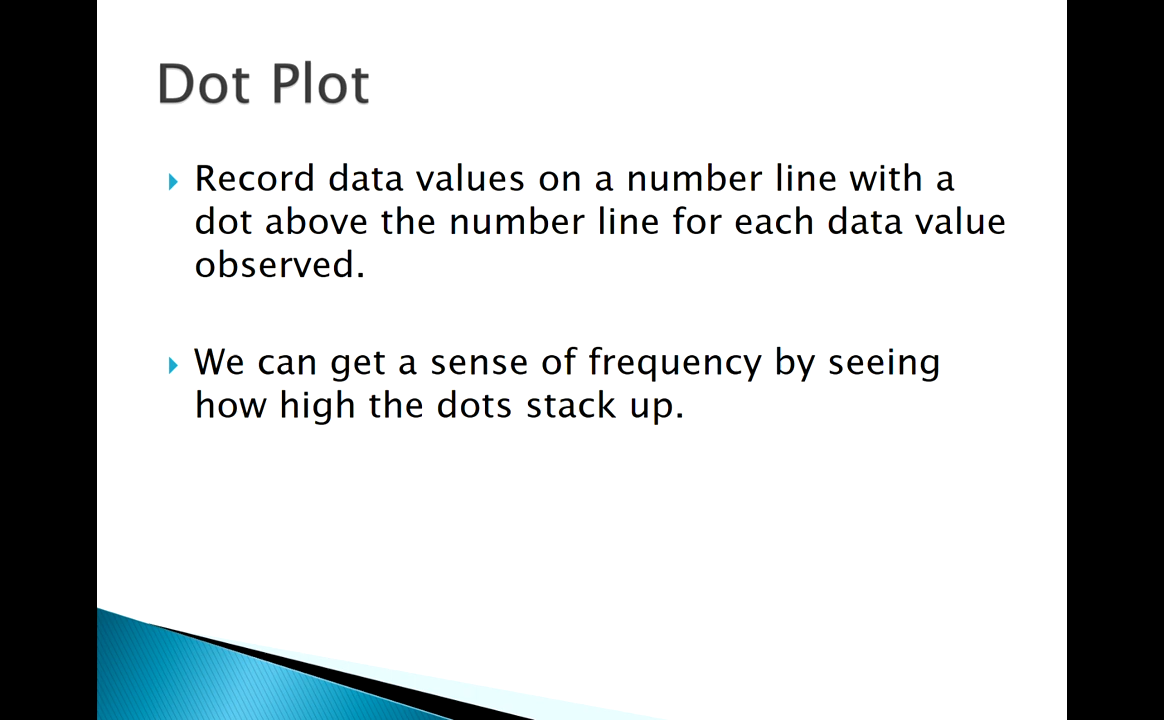 Dot Plot
Record data values on a number line with a
dot above the number line for each data value
observed.
We can get a sense of frequency by seeing
how high the dots stack up.